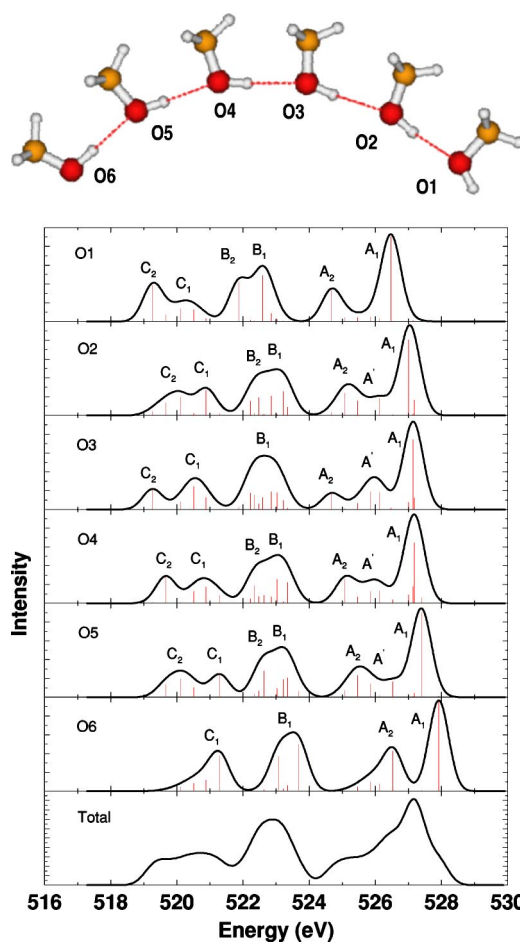 O6
O5
O4
O3
O2
O1
O1
C₂
C₁
B₂
B₁
A₂
A₁
O2
C₂
C₁
B₂
B₁
A₂
A'
A₁
O3
C₂
C₁
B₁
A₂
A'
A₁
O4
C₂
C₁
B₂
B₁
A₂
A'
A₁
O5
C₂
C₁
B₂
B₁
A₂
A'
A₁
O6
C₁
B₁
A₂
A₁
Total
Intensity
516 518 520 522 524 526 528 530
Energy (eV)